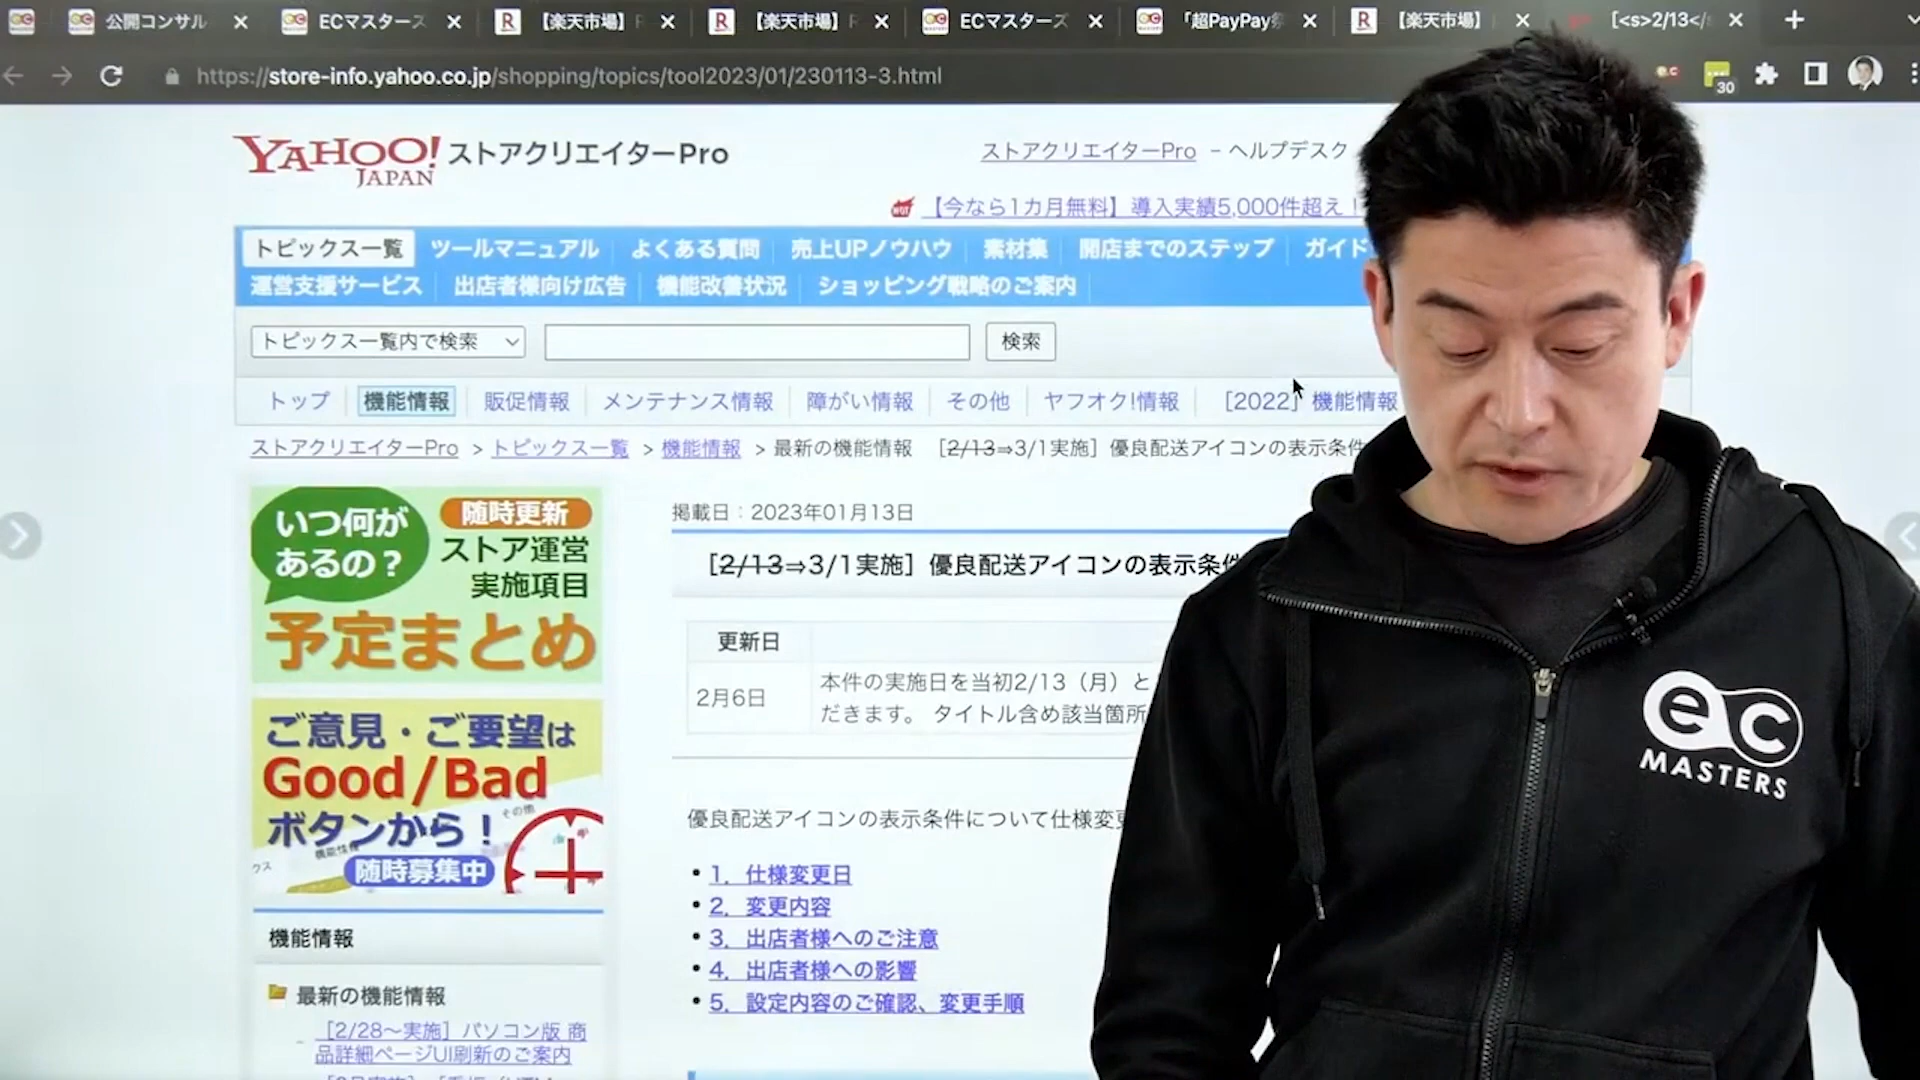 公開コンサル
ECマスターズ
【楽天市場】
【楽天市場】
ECマスターズ
「超PayPay祭
【楽天市場】
[<s>2/13</
https://store-info.yahoo.co.jp/shopping/topics/tool2023/01/230113-3.html
30
YAHOO! JAPAN ストアクリエイターPro
ストアクリエイターPro − ヘルプデスク
HOT 【今なら1カ月無料】導入実績5,000件超え！
トピックス一覧 ツールマニュアル よくある質問 売上UPノウハウ 素材集 開店までのステップ ガイド
運営支援サービス 出店者様向け広告 機能改善状況 ショッピング戦略のご案内
トピックス一覧内で検索 検索
トップ 機能情報 販促情報 メンテナンス情報 障がい情報 その他 ヤフオク!情報 ［2022］機能情報
ストアクリエイターPro > トピックス一覧 > 機能情報 > 最新の機能情報 ［2/13⇒3/1実施］優良配送アイコンの表示条件
いつ何が
あるの？
随時更新
ストア運営
実施項目
予定まとめ
ご意見・ご要望は
Good/Bad
ボタンから！
その他
随時募集中
機能情報
最新の機能情報
［2/28～実施］パソコン版 商
品詳細ページUI刷新のご案内
掲載日：2023年01月13日
［2/13⇒3/1実施］優良配送アイコンの表示条件
更新日
2月6日
本件の実施日を当初2/13（月）と
だきます。 タイトル含め該当箇所
優良配送アイコンの表示条件について仕様変更
1．仕様変更日
2．変更内容
3．出店者様へのご注意
4．出店者様への影響
5．設定内容のご確認、変更手順
ec
MASTERS